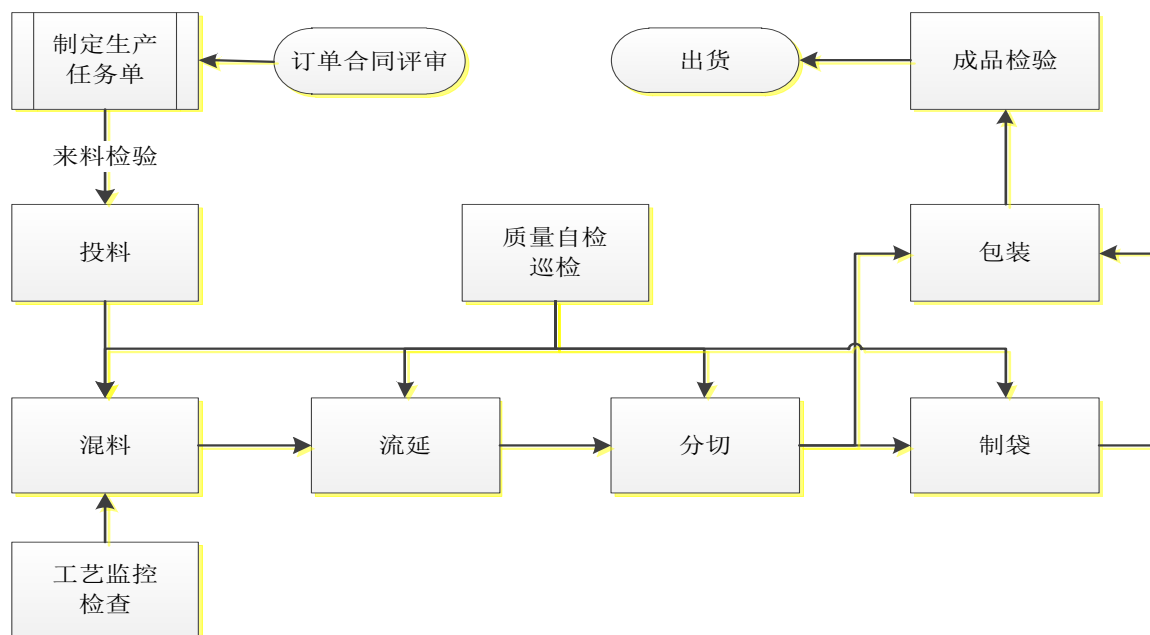 制定生产
任务单
订单合同评审
出货
成品检验
来料检验
投料
质量自检
巡检
包装
混料
流延
分切
制袋
工艺监控
检查